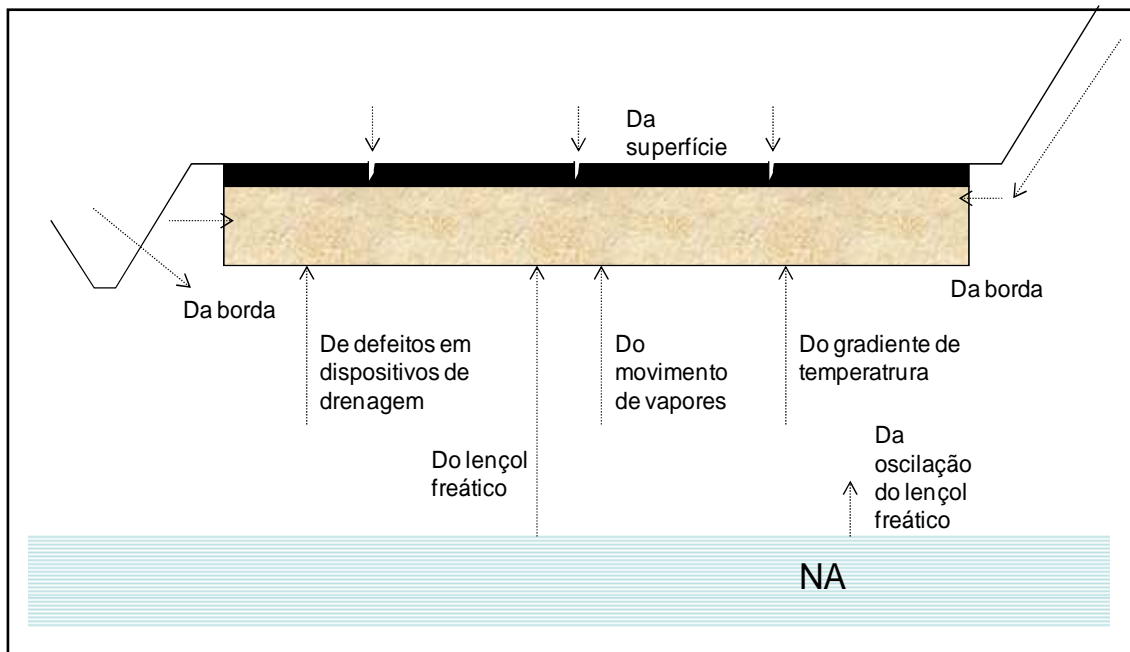 Da
superfície
Da borda
Da borda
De defeitos em
dispositivos de
drenagem
Do
movimento
de vapores
Do gradiente de
temperatrura
Do lençol
freático
Da
oscilação
do lençol
freático
NA